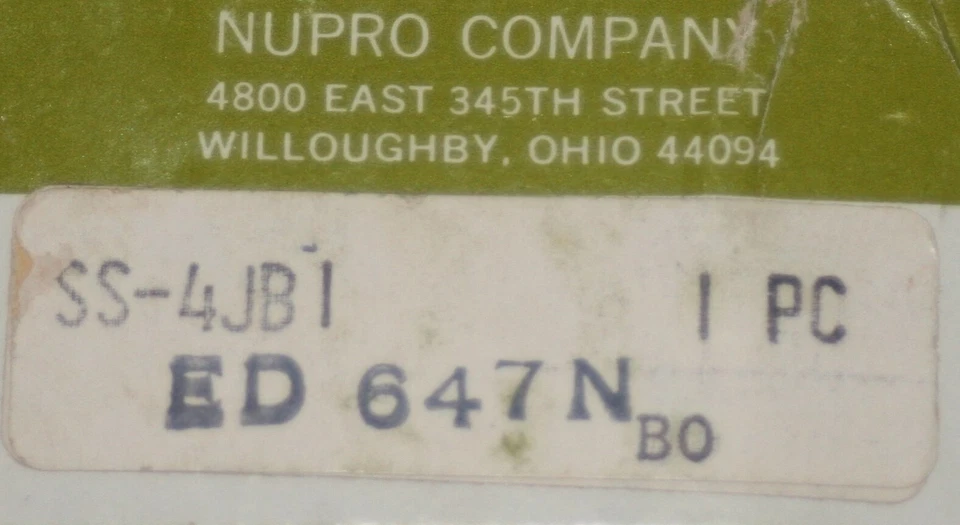 NUPRO COMPANY
4800 EAST 345TH STREET
WILLOUGHBY, OHIO 44094
SS-4JB1 1 PC
ED 647N BO